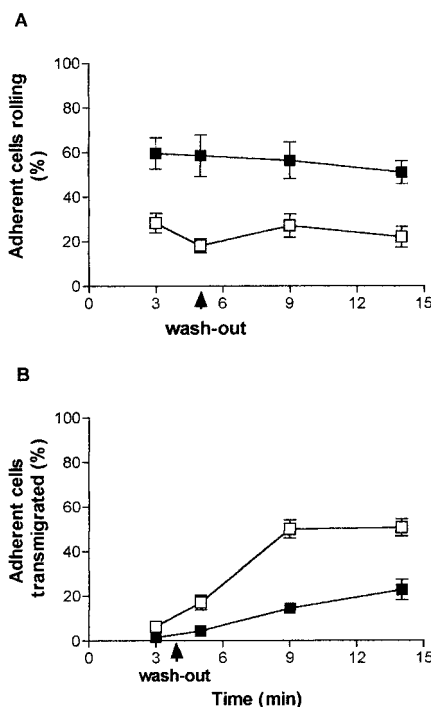 A
Adherent cells rolling
(%)
100
80
60
40
20
0
0 3 6 9 12 15
wash-out
B
Adherent cells
transmigrated (%)
100
80
60
40
20
0
0 3 6 9 12 15
wash-out
Time (min)